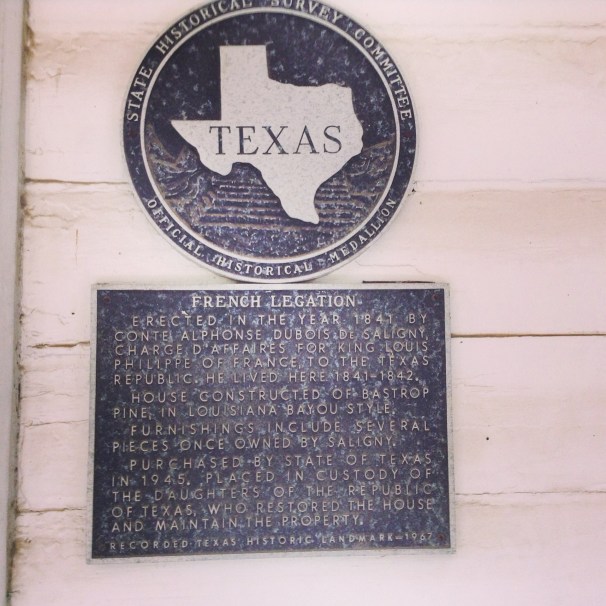 STATE HISTORICAL SURVEY COMMITTEE
TEXAS
OFFICIAL HISTORICAL MEDALLION
FRENCH LEGATION
ERECTED IN THE YEAR 1841 BY
CONTE ALPHONSE DUBOIS DE SALIGNY,
CHARGE D'AFFAIRES FOR KING LOUIS
PHILIPPE OF FRANCE TO THE TEXAS
REPUBLIC. HE LIVED HERE 1841-1842.
HOUSE CONSTRUCTED OF BASTROP
PINE, IN LOUISIANA BAYOU STYLE.
FURNISHINGS INCLUDE SEVERAL
PIECES ONCE OWNED BY SALIGNY.
PURCHASED BY STATE OF TEXAS
IN 1945. PLACED IN CUSTODY OF
THE DAUGHTERS OF THE REPUBLIC
OF TEXAS, WHO RESTORED THE HOUSE
AND MAINTAIN THE PROPERTY.
RECORDED TEXAS HISTORIC LANDMARK-1967